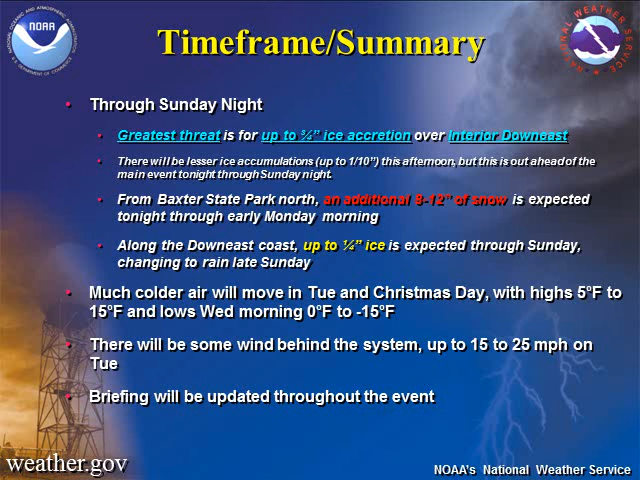 Timeframe/Summary
NOAA
NATIONAL WEATHER SERVICE
• Through Sunday Night
• Greatest threat is for up to ¾” ice accretion over Interior Downeast
• There will be lesser ice accumulations (up to 1/10”) this afternoon, but this is out ahead of the
main event tonight through Sunday night.
• From Baxter State Park north, an additional 8-12” of snow is expected
tonight through early Monday morning
• Along the Downeast coast, up to ¼” ice is expected through Sunday,
changing to rain late Sunday
• Much colder air will move in Tue and Christmas Day, with highs 5°F to
15°F and lows Wed morning 0°F to -15°F
• There will be some wind behind the system, up to 15 to 25 mph on
Tue
• Briefing will be updated throughout the event
weather.gov
NOAA’s National Weather Service